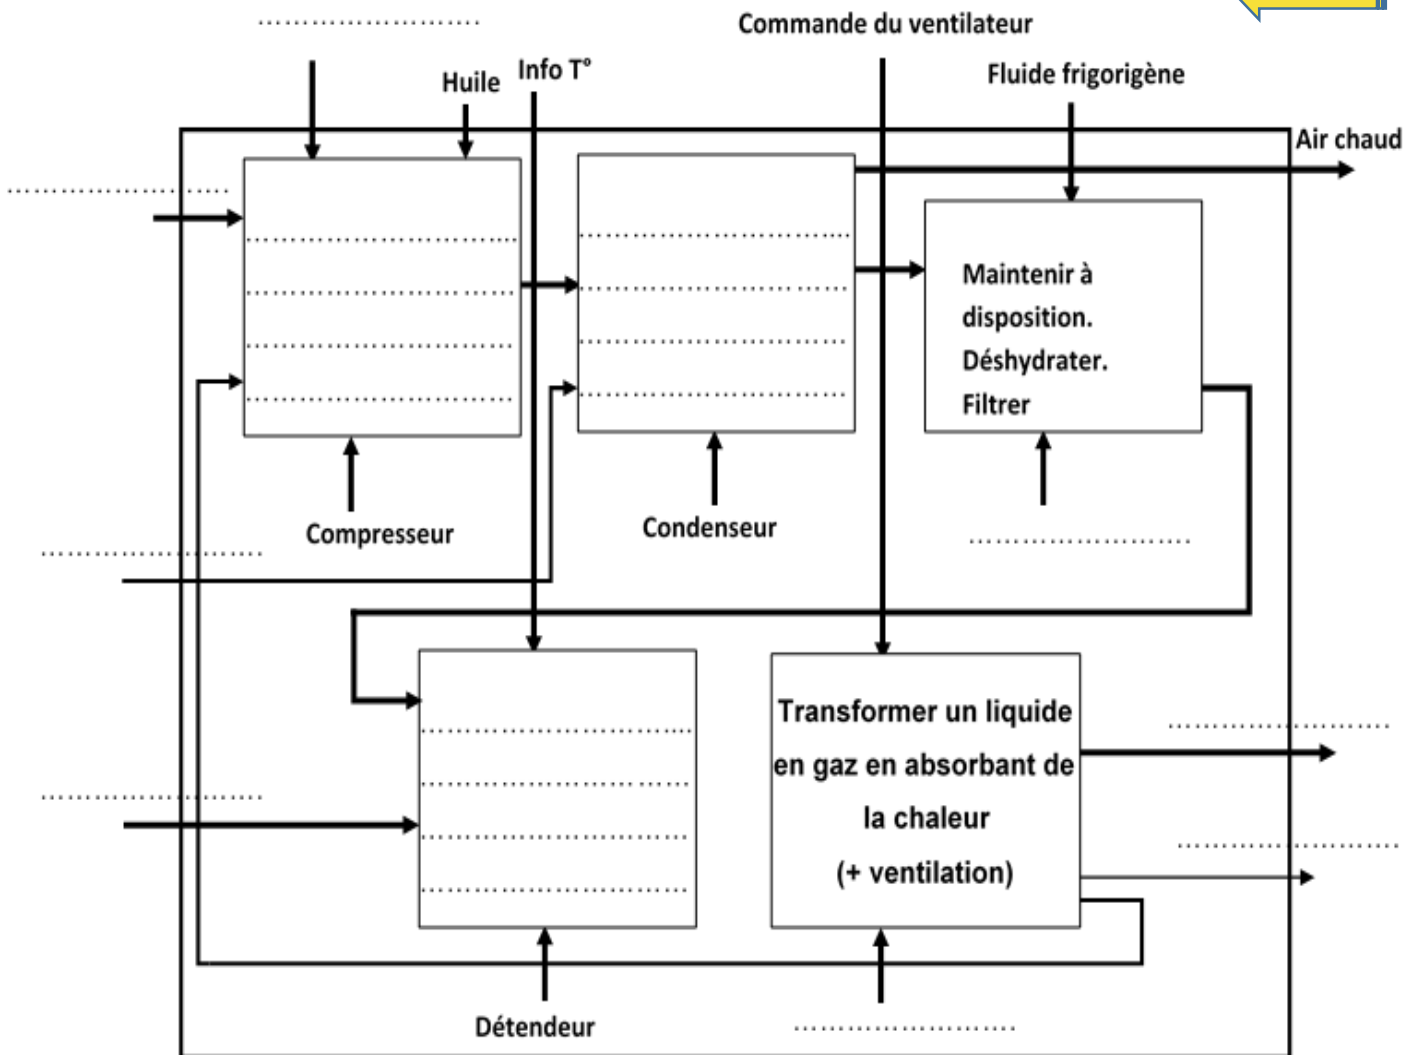 Commande du ventilateur
Huile
Info T°
Fluide frigorigène
Air chaud
Maintenir à
disposition.
Déshydrater.
Filtrer
Compresseur
Condenseur
Transformer un liquide
en gaz en absorbant de
la chaleur
(+ ventilation)
Détendeur